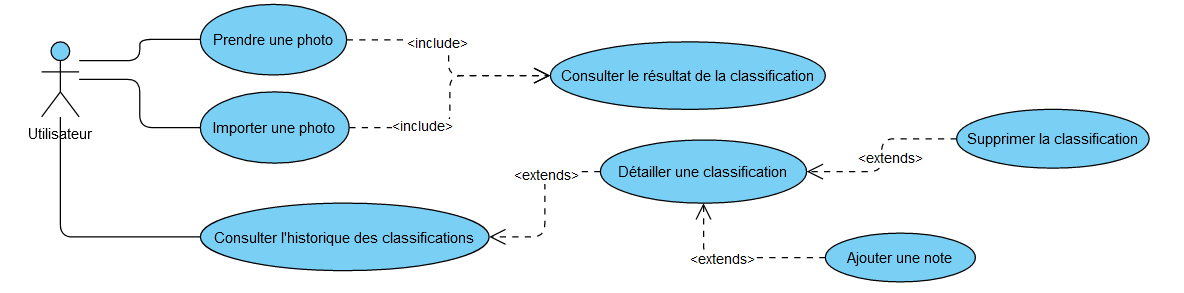 Prendre une photo
<include>
Consulter le résultat de la classification
Utilisateur
Importer une photo
<include>
Supprimer la classification
<extends>
Détailler une classification
<extends>
Consulter l'historique des classifications
<extends>
Ajouter une note